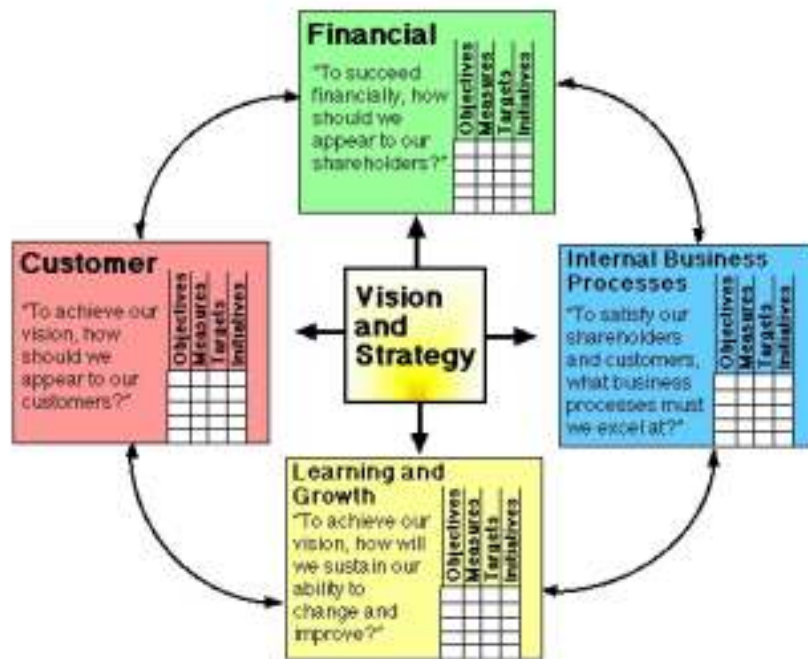 Financial
"To succeed
financially, how
should we
appear to our
shareholders?"
Objectives
Measures
Targets
Initiatives
Customer
"To achieve our
vision, how
should we
appear to our
customers?"
Objectives
Measures
Targets
Initiatives
Vision
and
Strategy
Internal Business
Processes
"To satisfy our
shareholders
and customers,
what business
processes must
we excel at?"
Objectives
Measures
Targets
Initiatives
Learning and
Growth
"To achieve our
vision, how will
we sustain our
ability to
change and
improve?"
Objectives
Measures
Targets
Initiatives